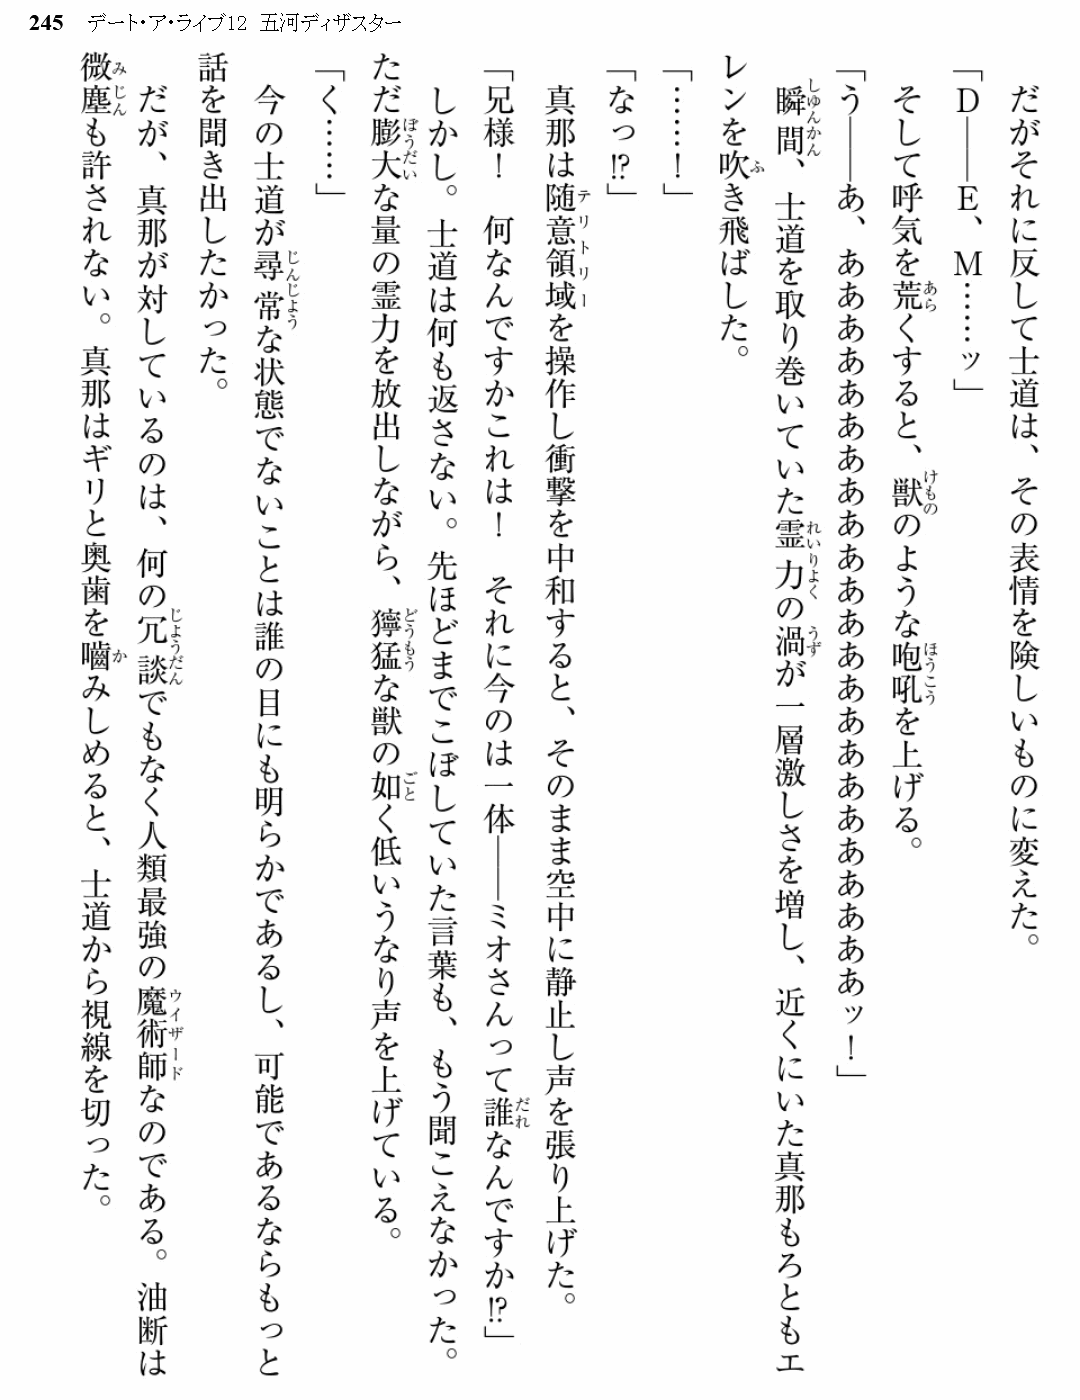 245 デート・ア・ライブ12 五河ディザスター
だがそれに反して士道は、その表情を険しいものに変えた。
「D――E、M……ッ」
そして呼気を荒くすると、獣のような咆吼を上げる。
「う――あ、ああああああああああああああああああああああッ！」
瞬間、士道を取り巻いていた霊力の渦が一層激しさを増し、近くにいた真那もろともエ
レンを吹き飛ばした。
「……！」
「なっ!?」
真那は随意領域を操作し衝撃を中和すると、そのまま空中に静止し声を張り上げた。
「兄様！　何なんですかこれは！　それに今のは一体――ミオさんって誰なんですか!?」
しかし。士道は何も返さない。先ほどまでこぼしていた言葉も、もう聞こえなかった。
ただ膨大な量の霊力を放出しながら、獰猛な獣の如く低いうなり声を上げている。
「く……」
今の士道が尋常な状態でないことは誰の目にも明らかであるし、可能であるならもっと
話を聞き出したかった。
だが、真那が対しているのは、何の冗談でもなく人類最強の魔術師なのである。油断は
微塵も許されない。真那はギリと奥歯を嚙みしめると、士道から視線を切った。